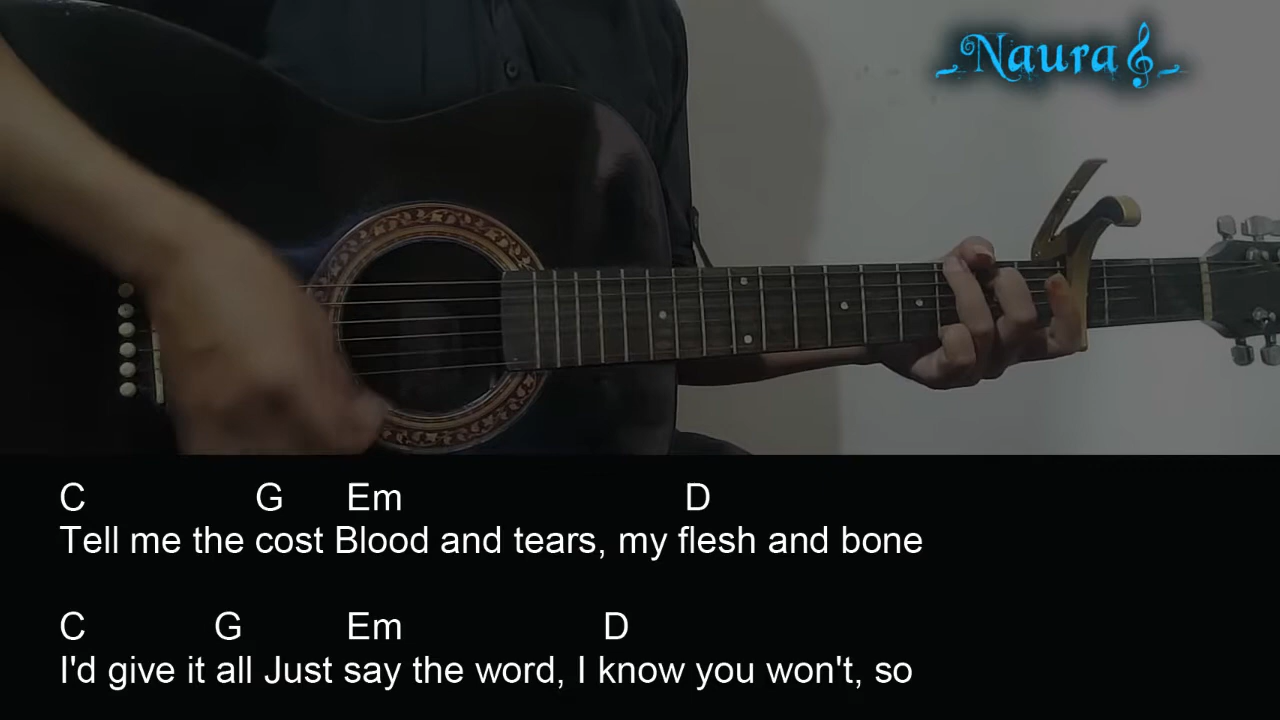 Naura
C G Em D
Tell me the cost Blood and tears, my flesh and bone
C G Em D
I'd give it all Just say the word, I know you won't, so